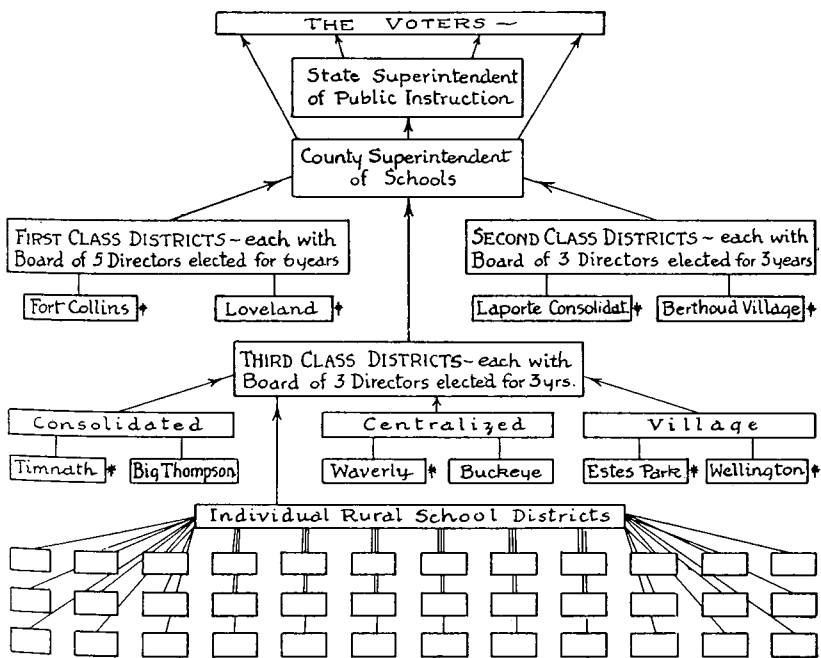 THE VOTERS ~
State Superintendent
of Public Instruction
County Superintendent
of Schools
FIRST CLASS DISTRICTS ~ each with
Board of 5 Directors elected for 6 years
SECOND CLASS DISTRICTS ~ each with
Board of 3 Directors elected for 3 years
Fort Collins ‡
Loveland ‡
Laporte Consolidat. ‡
Berthoud Village ‡
THIRD CLASS DISTRICTS ~ each with
Board of 3 Directors elected for 3 yrs.
Consolidated
Centralized
Village
Timnath ‡
Big Thompson
Waverly ‡
Buckeye
Estes Park ‡
Wellington ‡
Individual Rural School Districts